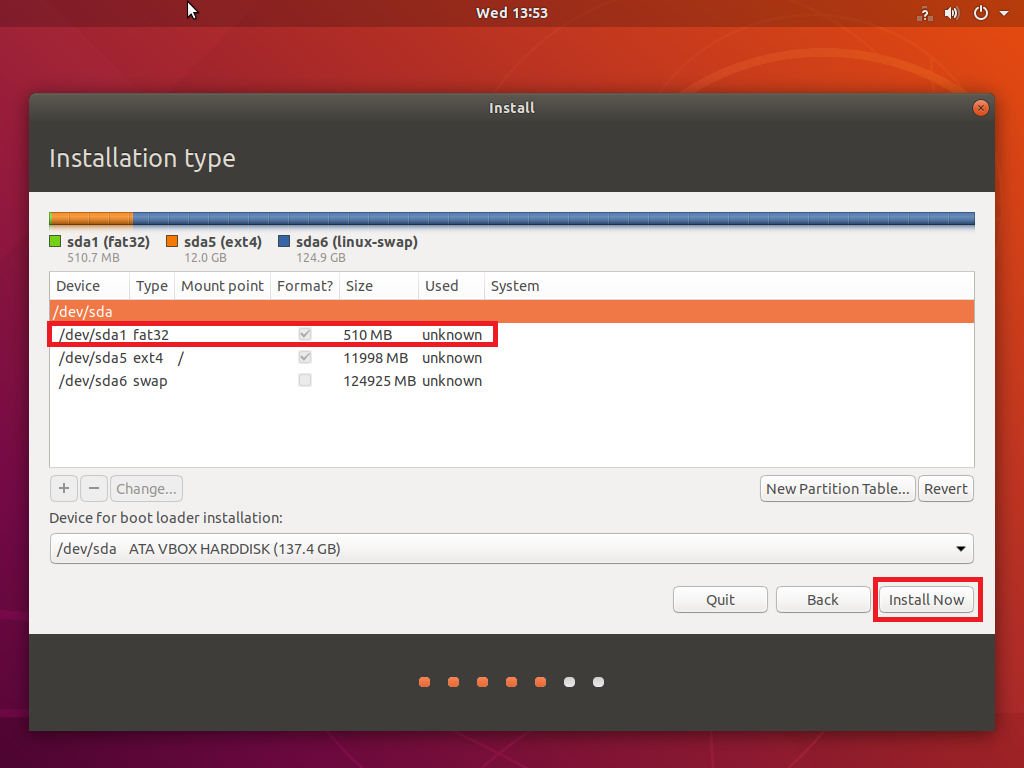 Wed 13:53
?
Install
Installation type
sda1 (fat32) sda5 (ext4) sda6 (linux-swap)
510.7 MB 12.0 GB 124.9 GB
Device Type Mount point Format? Size Used System
/dev/sda
/dev/sda1 fat32 510 MB unknown
/dev/sda5 ext4 / 11998 MB unknown
/dev/sda6 swap 124925 MB unknown
+ − Change... New Partition Table... Revert
Device for boot loader installation:
/dev/sda ATA VBOX HARDDISK (137.4 GB)
Quit Back Install Now